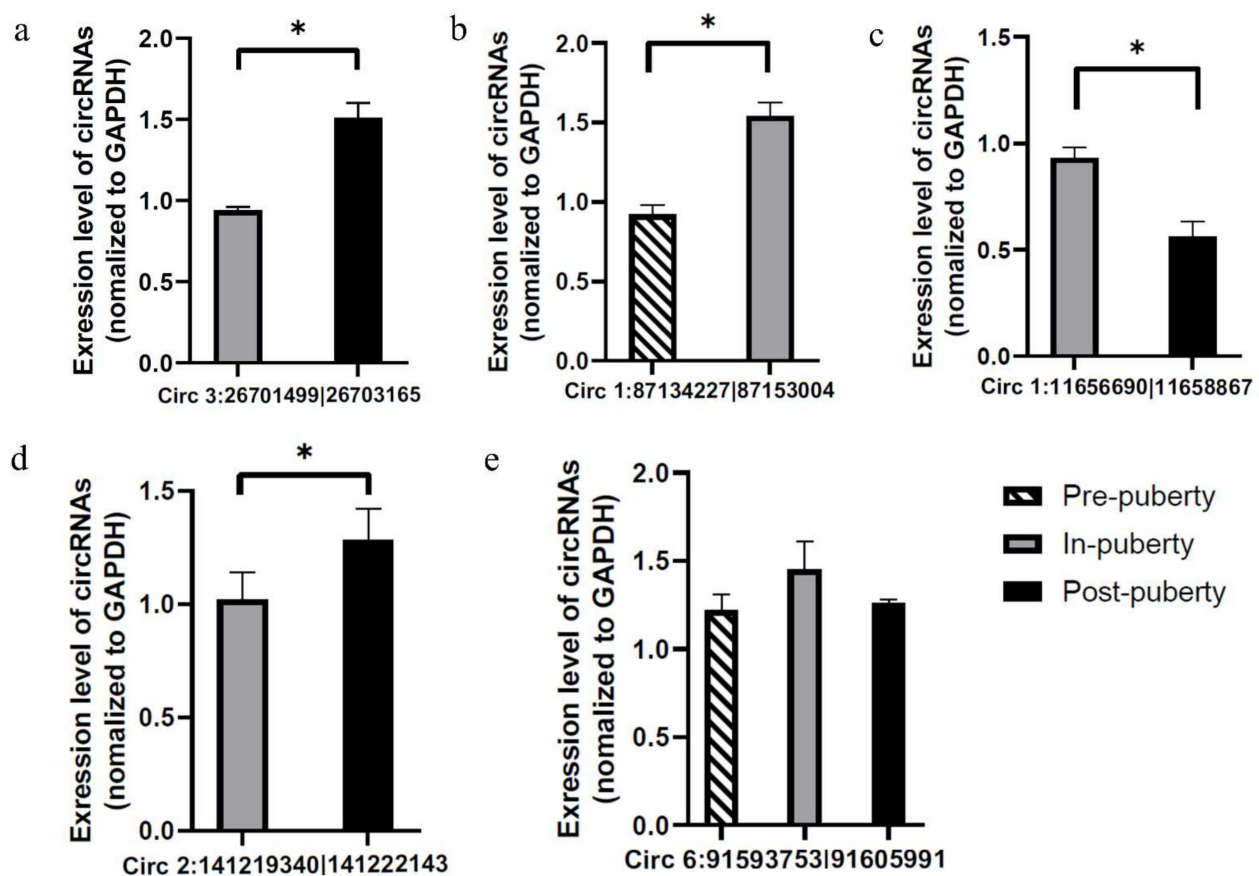 a
Exression level of circRNAs
(nomalized to GAPDH)
2.0
1.5
1.0
0.5
0.0
*
Circ 3:26701499|26703165
b
Exression level of circRNAs
(nomalized to GAPDH)
2.0
1.5
1.0
0.5
0.0
*
Circ 1:87134227|87153004
c
Exression level of circRNAs
(nomalized to GAPDH)
1.5
1.0
0.5
0.0
*
Circ 1:11656690|11658867
d
Exression level of circRNAs
(nomalized to GAPDH)
1.5
1.0
0.5
0.0
*
Circ 2:141219340|141222143
e
Exression level of circRNAs
(nomalized to GAPDH)
2.0
1.5
1.0
0.5
0.0
Circ 6:91593753|91605991
Pre-puberty
In-puberty
Post-puberty